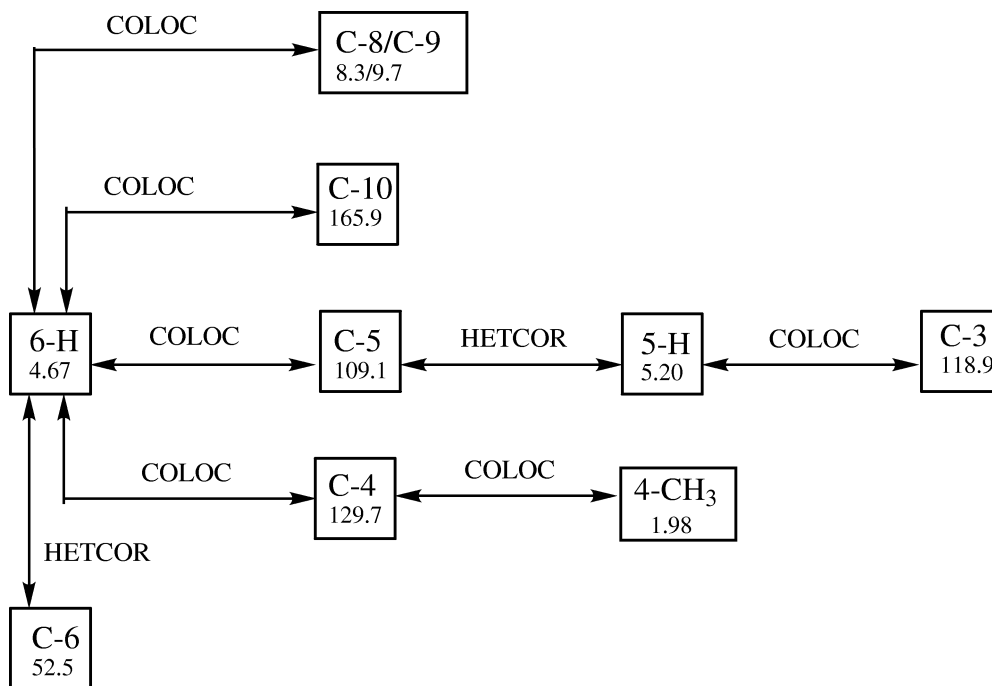 COLOC
C-8/C-9
8.3/9.7
COLOC
C-10
165.9
6-H
4.67
COLOC
C-5
109.1
HETCOR
5-H
5.20
COLOC
C-3
118.9
COLOC
C-4
129.7
COLOC
4-CH₃
1.98
HETCOR
C-6
52.5